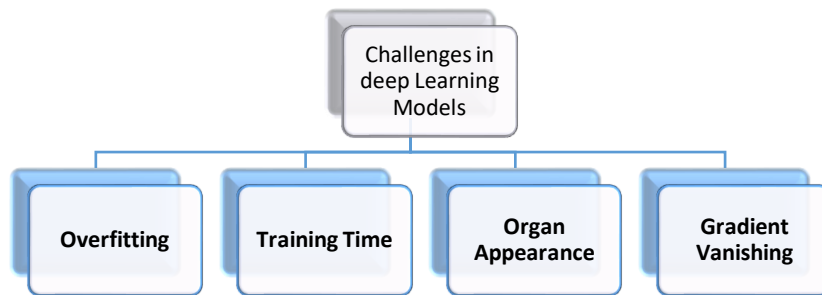 Challenges in
deep Learning
Models
Overfitting
Training Time
Organ
Appearance
Gradient
Vanishing